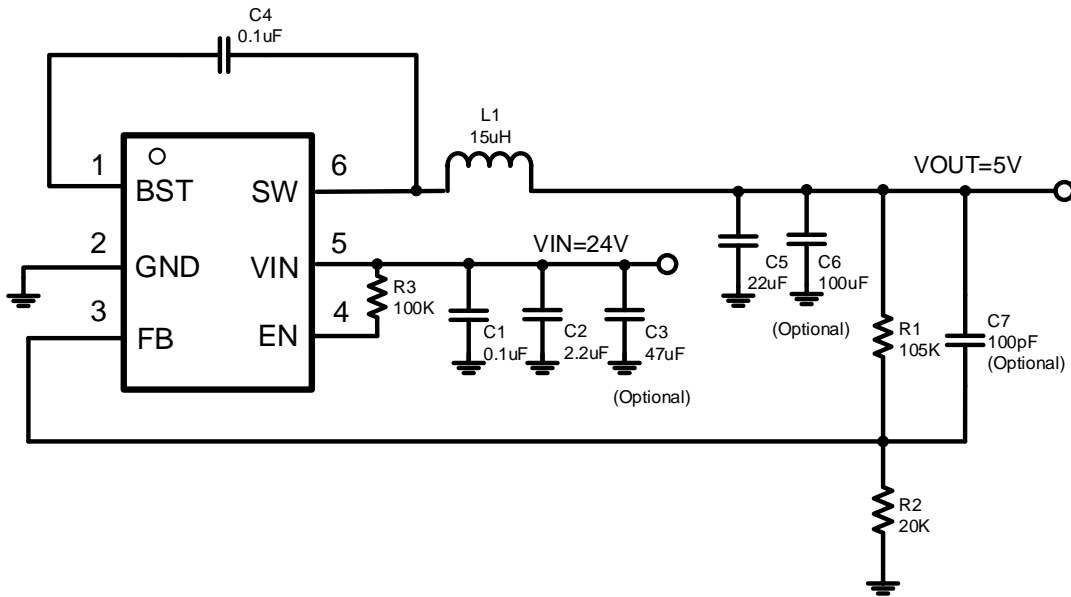 C4
0.1uF
L1
15uH
1
6
VOUT=5V
BST
SW
2
5
VIN=24V
GND
VIN
C5
22uF
C6
100uF
(Optional)
3
4
R3
100K
FB
EN
C1
0.1uF
C2
2.2uF
C3
47uF
(Optional)
R1
105K
C7
100pF
(Optional)
R2
20K